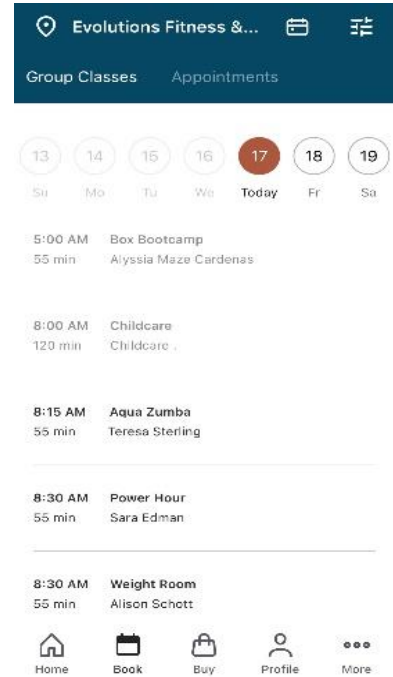 Evolutions Fitness &...
Group Classes Appointments
13 14 15 16 17 18 19
Su Mo Tu We Today Fr Sa
5:00 AM Box Bootcamp
55 min Alyssia Maze Cardenas
8:00 AM Childcare
120 min Childcare .
8:15 AM Aqua Zumba
55 min Teresa Sterling
8:30 AM Power Hour
55 min Sara Edman
8:30 AM Weight Room
55 min Alison Schott
Home Book Buy Profile More